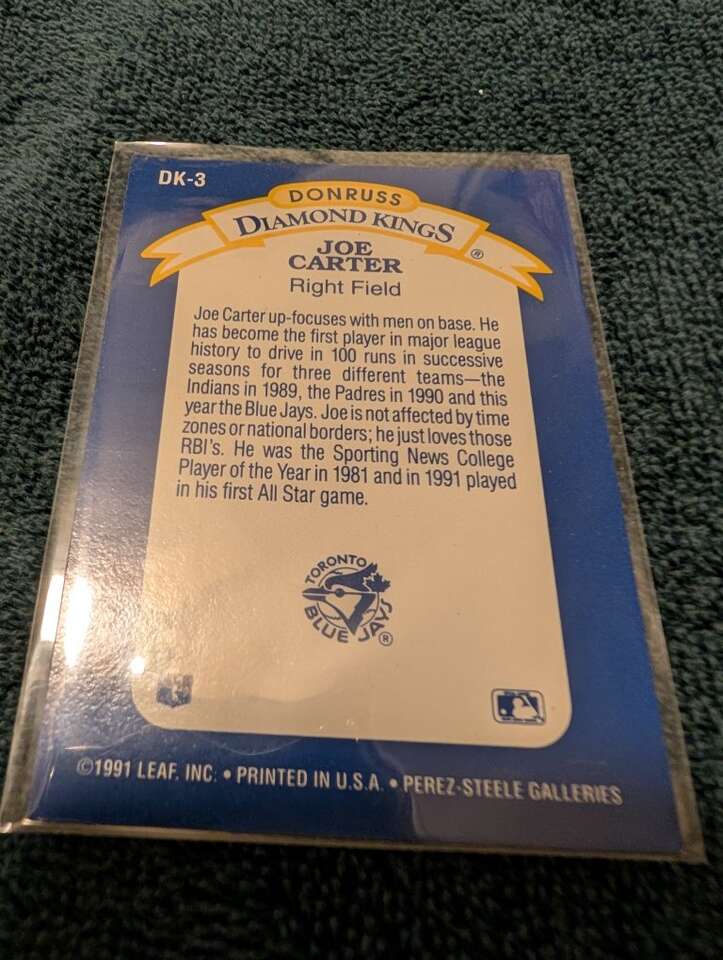 DK-3
DONRUSS
DIAMOND KINGS
®
JOE
CARTER
Right Field
Joe Carter up-focuses with men on base. He
has become the first player in major league
history to drive in 100 runs in successive
seasons for three different teams—the
Indians in 1989, the Padres in 1990 and this
year the Blue Jays. Joe is not affected by time
zones or national borders; he just loves those
RBI's. He was the Sporting News College
Player of the Year in 1981 and in 1991 played
in his first All Star game.
TORONTO
BLUE JAYS
®
©1991 LEAF, INC. • PRINTED IN U.S.A. • PEREZ-STEELE GALLERIES